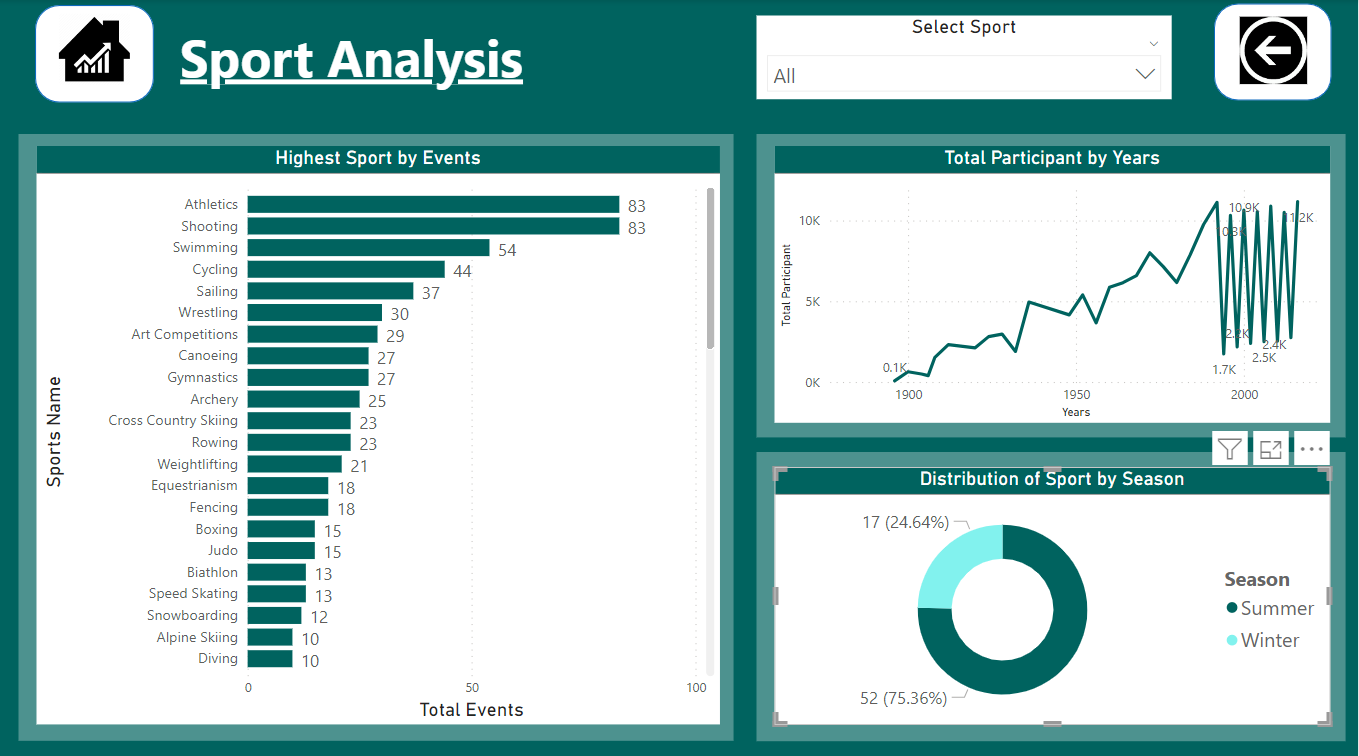 Sport Analysis
Select Sport
All
Highest Sport by Events
Sports Name
Athletics 83
Shooting 83
Swimming 54
Cycling 44
Sailing 37
Wrestling 30
Art Competitions 29
Canoeing 27
Gymnastics 27
Archery 25
Cross Country Skiing 23
Rowing 23
Weightlifting 21
Equestrianism 18
Fencing 18
Boxing 15
Judo 15
Biathlon 13
Speed Skating 13
Snowboarding 12
Alpine Skiing 10
Diving 10
0 50 100
Total Events
Total Participant by Years
Total Participant
10K
5K
0K
0.1K
10.9K
11.2K
2.2K
2.4K
2.5K
1.7K
1900 1950 2000
Years
Distribution of Sport by Season
17 (24.64%)
52 (75.36%)
Season
Summer
Winter